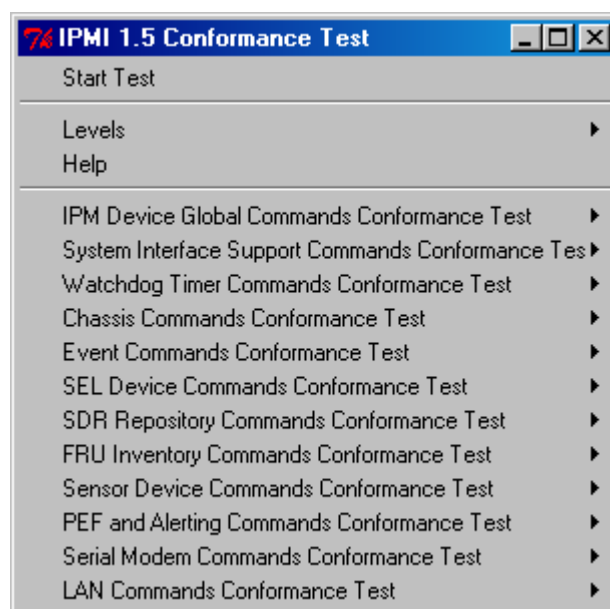 IPMI 1.5 Conformance Test
Start Test
Levels
Help
IPM Device Global Commands Conformance Test
System Interface Support Commands Conformance Tes
Watchdog Timer Commands Conformance Test
Chassis Commands Conformance Test
Event Commands Conformance Test
SEL Device Commands Conformance Test
SDR Repository Commands Conformance Test
FRU Inventory Commands Conformance Test
Sensor Device Commands Conformance Test
PEF and Alerting Commands Conformance Test
Serial Modem Commands Conformance Test
LAN Commands Conformance Test